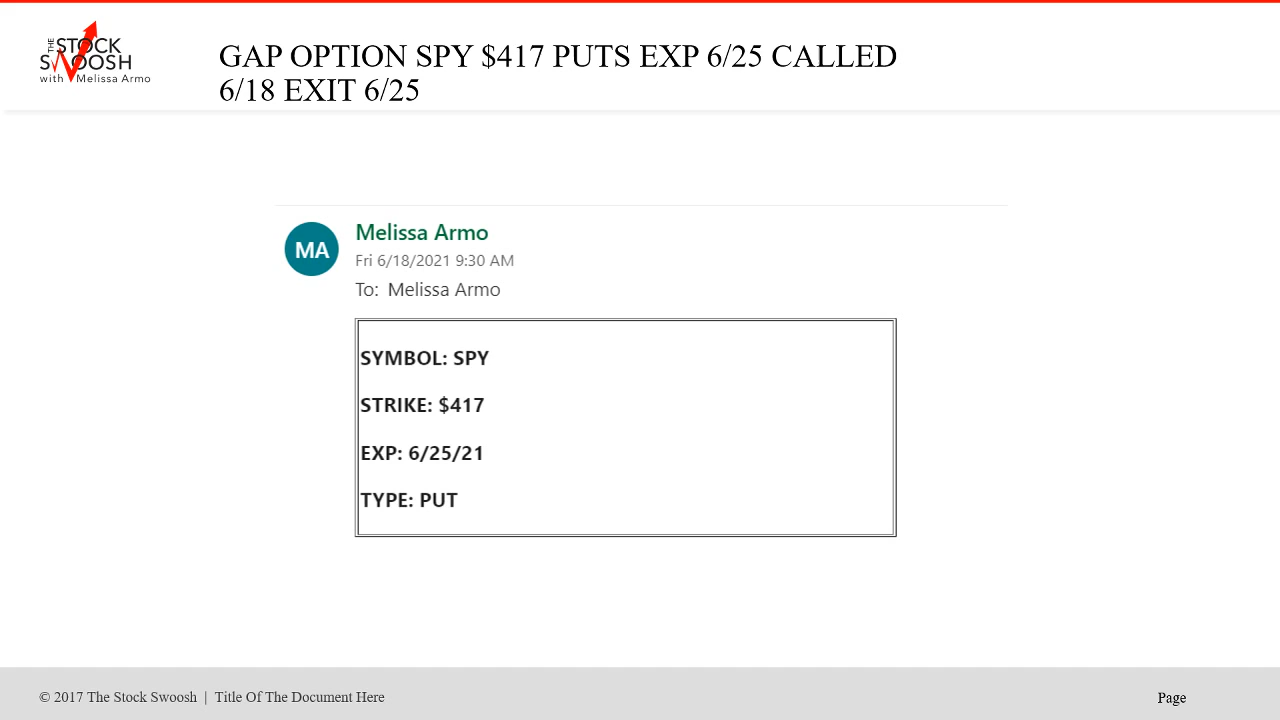 THE STOCK
SWOOSH
with Melissa Armo
GAP OPTION SPY $417 PUTS EXP 6/25 CALLED
6/18 EXIT 6/25
MA
Melissa Armo
Fri 6/18/2021 9:30 AM
To: Melissa Armo
SYMBOL: SPY
STRIKE: $417
EXP: 6/25/21
TYPE: PUT
© 2017 The Stock Swoosh | Title Of The Document Here
Page